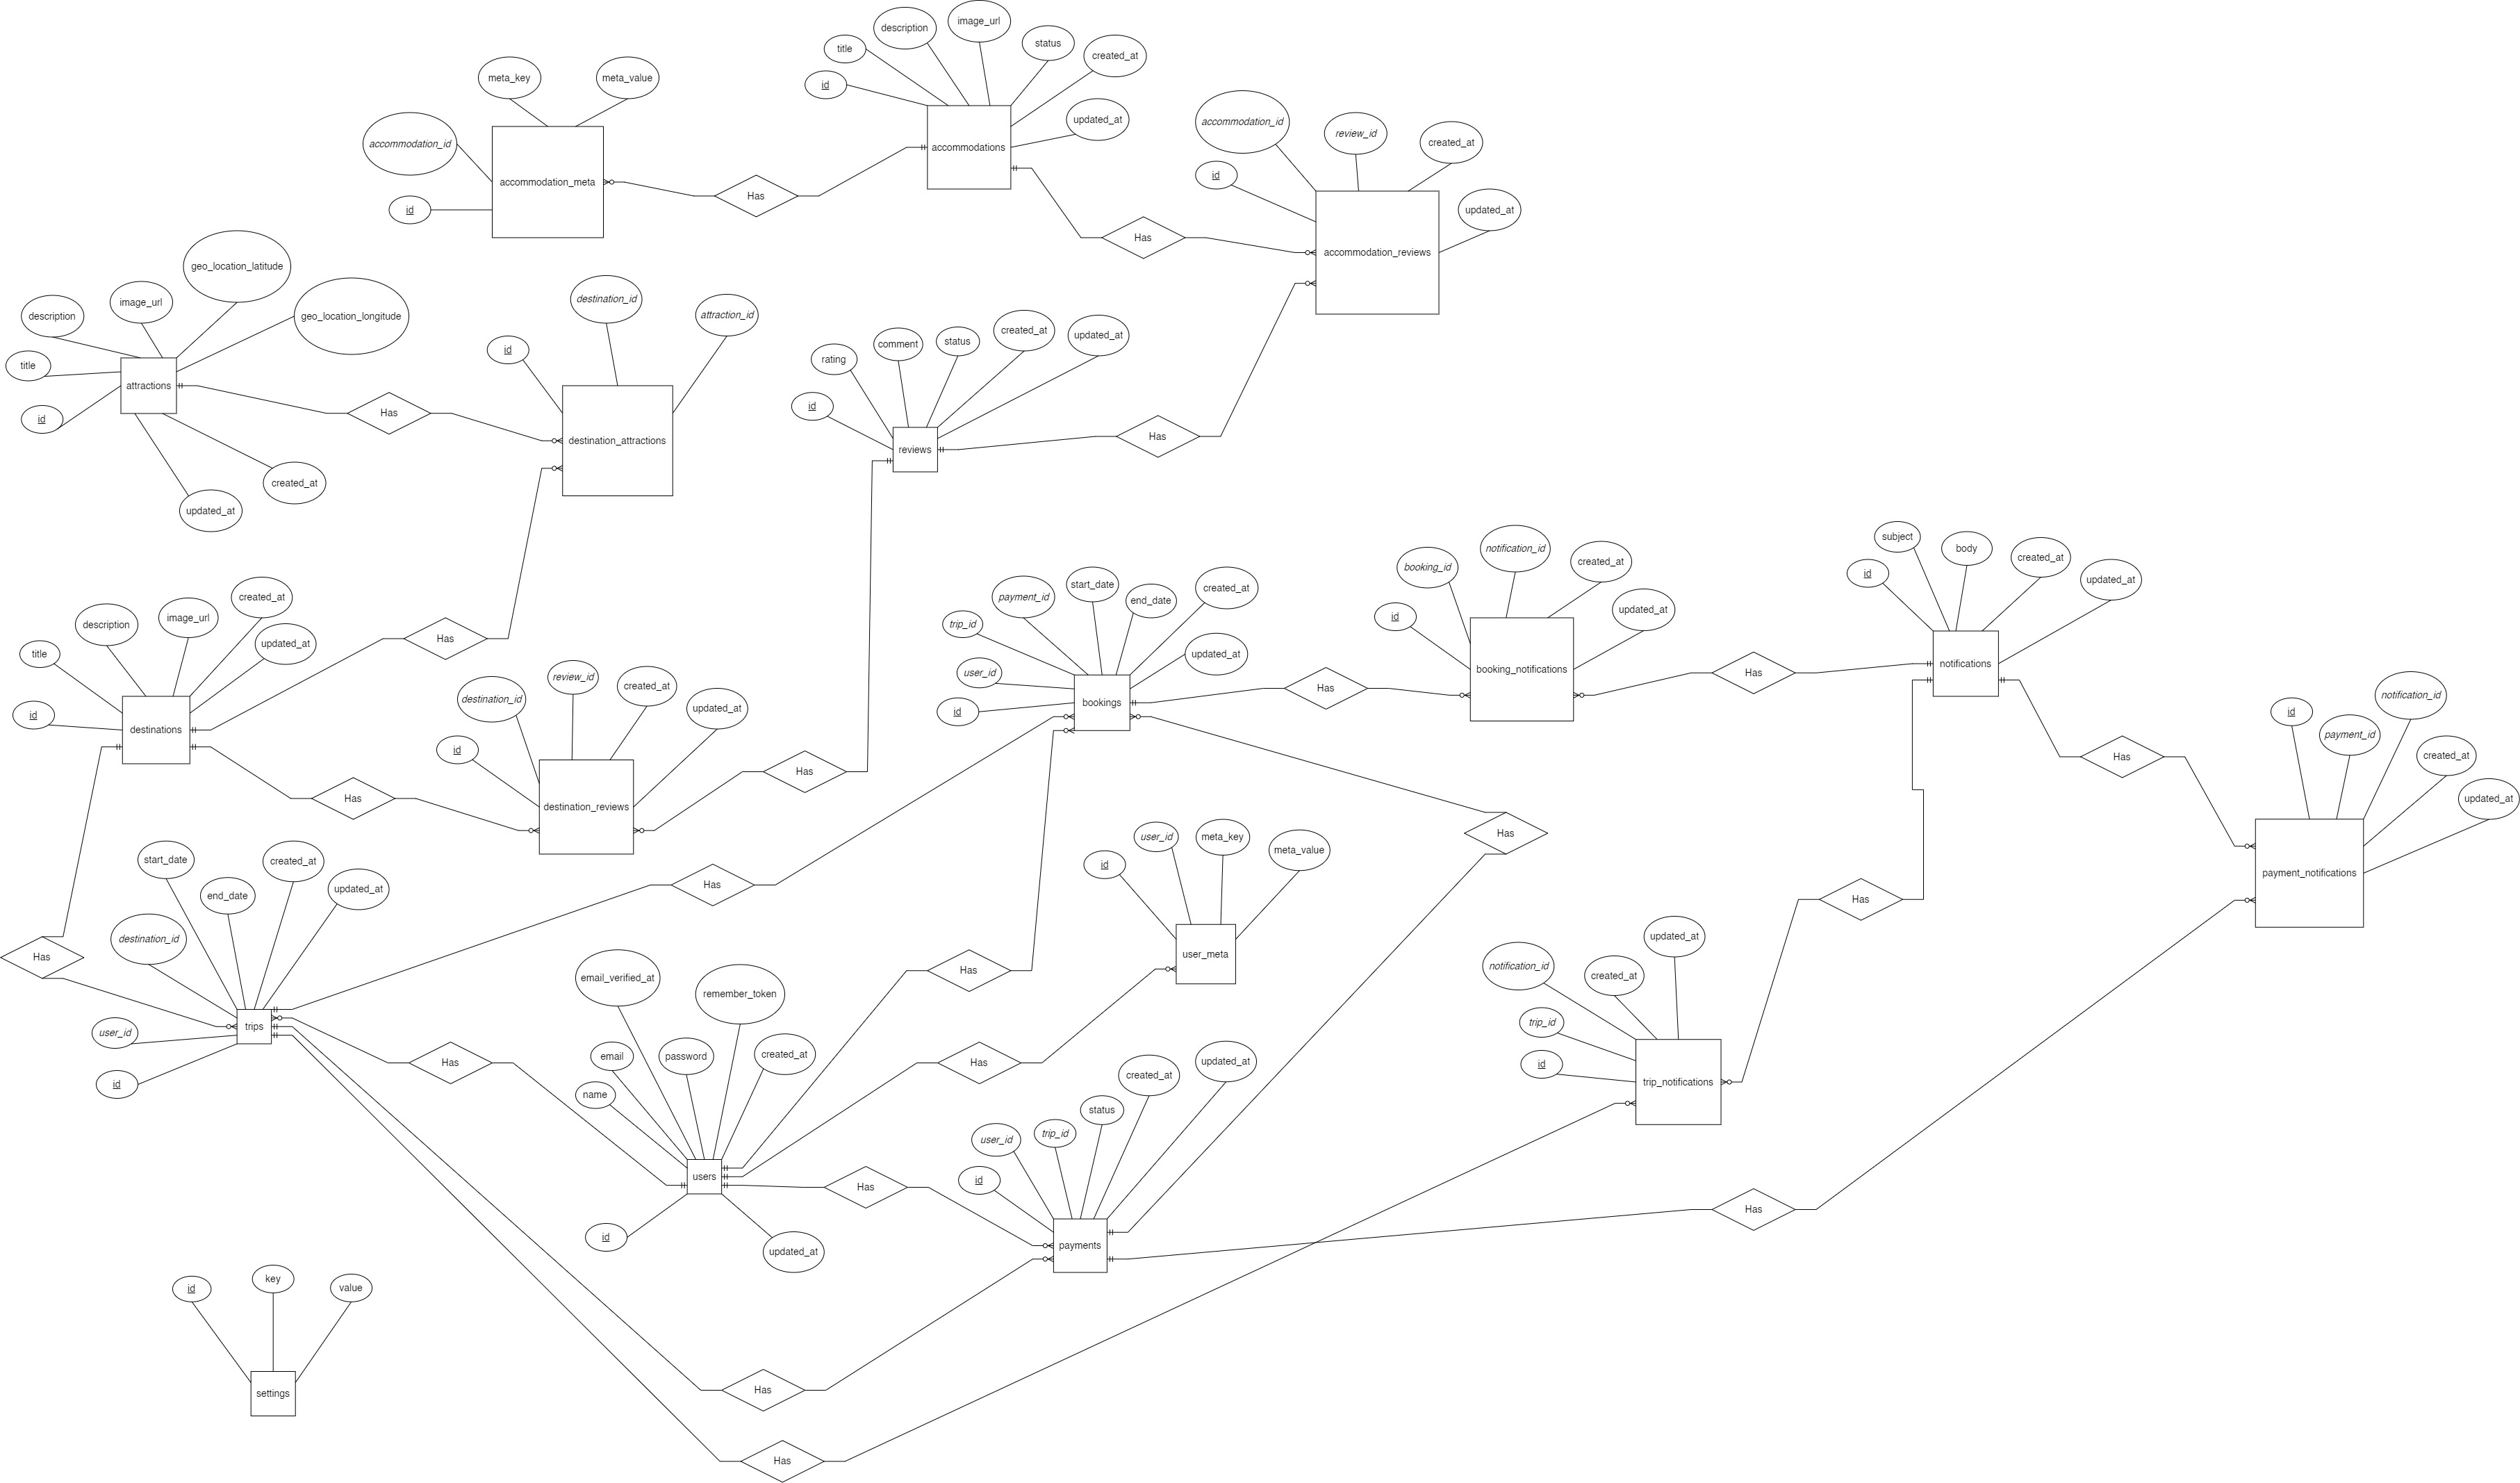 description
image_url
title
status
created_at
id
updated_at
accommodations
meta_key
meta_value
accommodation_id
id
accommodation_meta
Has
accommodation_id
review_id
created_at
id
updated_at
accommodation_reviews
Has
geo_location_latitude
geo_location_longitude
image_url
description
title
id
attractions
created_at
updated_at
Has
destination_id
attraction_id
id
destination_attractions
Has
rating
comment
status
created_at
updated_at
id
reviews
Has
created_at
image_url
description
updated_at
title
id
destinations
Has
review_id
destination_id
created_at
updated_at
id
destination_reviews
Has
payment_id
start_date
end_date
created_at
trip_id
updated_at
user_id
id
bookings
Has
notification_id
booking_id
created_at
updated_at
id
booking_notifications
Has
subject
body
created_at
updated_at
id
notifications
Has
notification_id
id
payment_id
created_at
updated_at
payment_notifications
Has
start_date
created_at
end_date
updated_at
destination_id
Has
user_id
id
trips
Has
Has
Has
user_id
meta_key
meta_value
id
user_meta
Has
Has
email_verified_at
remember_token
email
password
created_at
name
users
id
updated_at
Has
updated_at
created_at
status
trip_id
user_id
id
payments
Has
updated_at
notification_id
created_at
trip_id
id
trip_notifications
Has
Has
id
key
value
settings
Has
Has